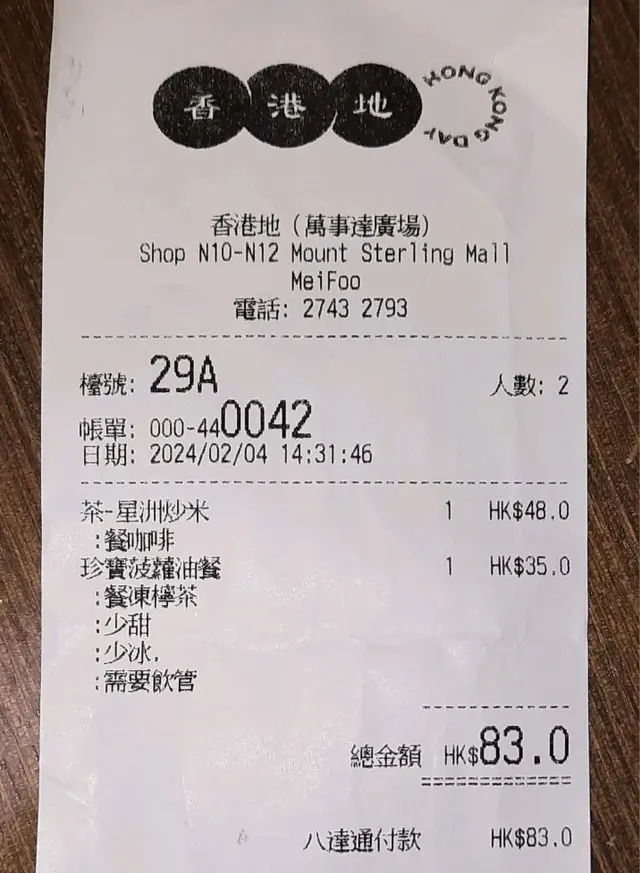 香 港 地
HONG KONG DAY
香港地（萬事達廣場）
Shop N10-N12 Mount Sterling Mall
MeiFoo
電話: 2743 2793
檯號: 29A 人數: 2
帳單: 000-440042
日期: 2024/02/04 14:31:46
茶-星洲炒米 1 HK$48.0
:餐咖啡
珍寶菠蘿油餐 1 HK$35.0
:餐凍檸茶
:少甜
:少冰.
:需要飲管
總金額 HK$83.0
八達通付款 HK$83.0